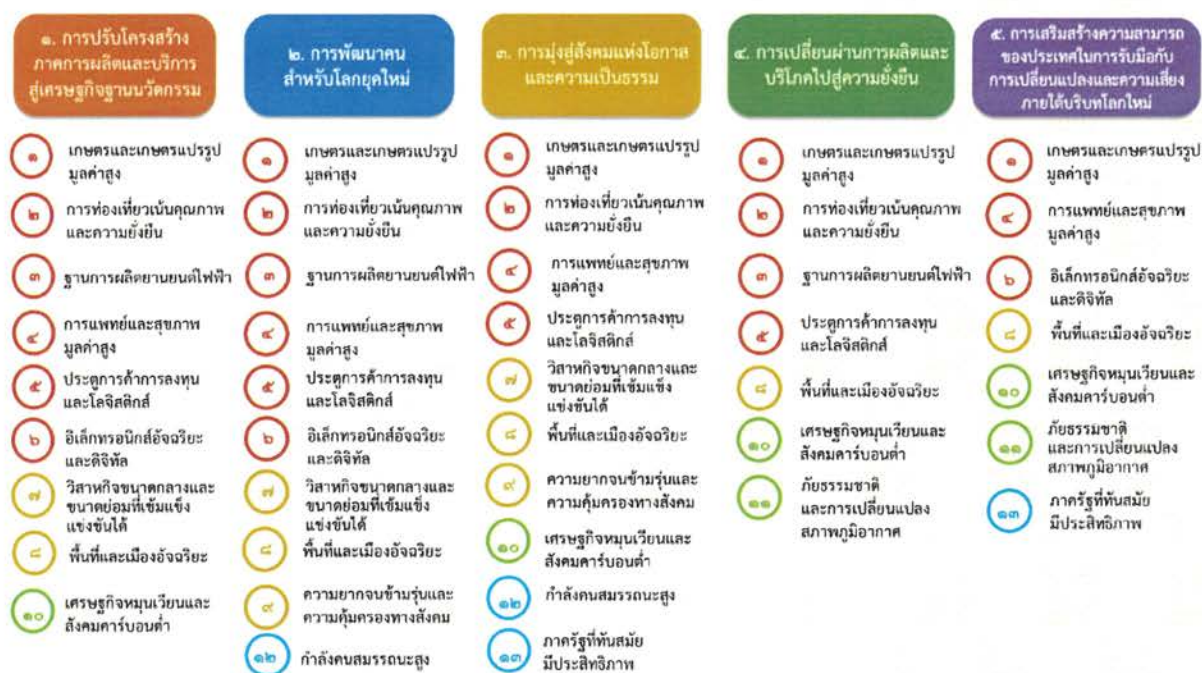 ๑. การปรับโครงสร้าง
ภาคการผลิตและบริการ
สู่เศรษฐกิจฐานนวัตกรรม
๑ เกษตรและเกษตรแปรรูป
มูลค่าสูง
๒ การท่องเที่ยวเน้นคุณภาพ
และความยั่งยืน
๓ ฐานการผลิตยานยนต์ไฟฟ้า
๔ การแพทย์และสุขภาพ
มูลค่าสูง
๕ ประตูการค้าการลงทุน
และโลจิสติกส์
๖ อิเล็กทรอนิกส์อัจฉริยะ
และดิจิทัล
๗ วิสาหกิจขนาดกลางและ
ขนาดย่อมที่เข้มแข็ง
แข่งขันได้
๘ พื้นที่และเมืองอัจฉริยะ
๑๐ เศรษฐกิจหมุนเวียนและ
สังคมคาร์บอนต่ำ
๒. การพัฒนาคน
สำหรับโลกยุคใหม่
๑ เกษตรและเกษตรแปรรูป
มูลค่าสูง
๒ การท่องเที่ยวเน้นคุณภาพ
และความยั่งยืน
๓ ฐานการผลิตยานยนต์ไฟฟ้า
๔ การแพทย์และสุขภาพ
มูลค่าสูง
๕ ประตูการค้าการลงทุน
และโลจิสติกส์
๖ อิเล็กทรอนิกส์อัจฉริยะ
และดิจิทัล
๗ วิสาหกิจขนาดกลางและ
ขนาดย่อมที่เข้มแข็ง
แข่งขันได้
๘ พื้นที่และเมืองอัจฉริยะ
๙ ความยากจนข้ามรุ่นและ
ความคุ้มครองทางสังคม
๑๒ กำลังคนสมรรถนะสูง
๓. การมุ่งสู่สังคมแห่งโอกาส
และความเป็นธรรม
๑ เกษตรและเกษตรแปรรูป
มูลค่าสูง
๒ การท่องเที่ยวเน้นคุณภาพ
และความยั่งยืน
๔ การแพทย์และสุขภาพ
มูลค่าสูง
๕ ประตูการค้าการลงทุน
และโลจิสติกส์
๗ วิสาหกิจขนาดกลางและ
ขนาดย่อมที่เข้มแข็ง
แข่งขันได้
๘ พื้นที่และเมืองอัจฉริยะ
๙ ความยากจนข้ามรุ่นและ
ความคุ้มครองทางสังคม
๑๐ เศรษฐกิจหมุนเวียนและ
สังคมคาร์บอนต่ำ
๑๒ กำลังคนสมรรถนะสูง
๑๓ ภาครัฐที่ทันสมัย
มีประสิทธิภาพ
๔. การเปลี่ยนผ่านการผลิตและ
บริโภคไปสู่ความยั่งยืน
๑ เกษตรและเกษตรแปรรูป
มูลค่าสูง
๒ การท่องเที่ยวเน้นคุณภาพ
และความยั่งยืน
๓ ฐานการผลิตยานยนต์ไฟฟ้า
๕ ประตูการค้าการลงทุน
และโลจิสติกส์
๘ พื้นที่และเมืองอัจฉริยะ
๑๐ เศรษฐกิจหมุนเวียนและ
สังคมคาร์บอนต่ำ
๑๑ ภัยธรรมชาติ
และการเปลี่ยนแปลง
สภาพภูมิอากาศ
๕. การเสริมสร้างความสามารถ
ของประเทศในการรับมือกับ
การเปลี่ยนแปลงและความเสี่ยง
ภายใต้บริบทโลกใหม่
๑ เกษตรและเกษตรแปรรูป
มูลค่าสูง
๔ การแพทย์และสุขภาพ
มูลค่าสูง
๖ อิเล็กทรอนิกส์อัจฉริยะ
และดิจิทัล
๘ พื้นที่และเมืองอัจฉริยะ
๑๐ เศรษฐกิจหมุนเวียนและ
สังคมคาร์บอนต่ำ
๑๑ ภัยธรรมชาติ
และการเปลี่ยนแปลง
สภาพภูมิอากาศ
๑๓ ภาครัฐที่ทันสมัย
มีประสิทธิภาพ